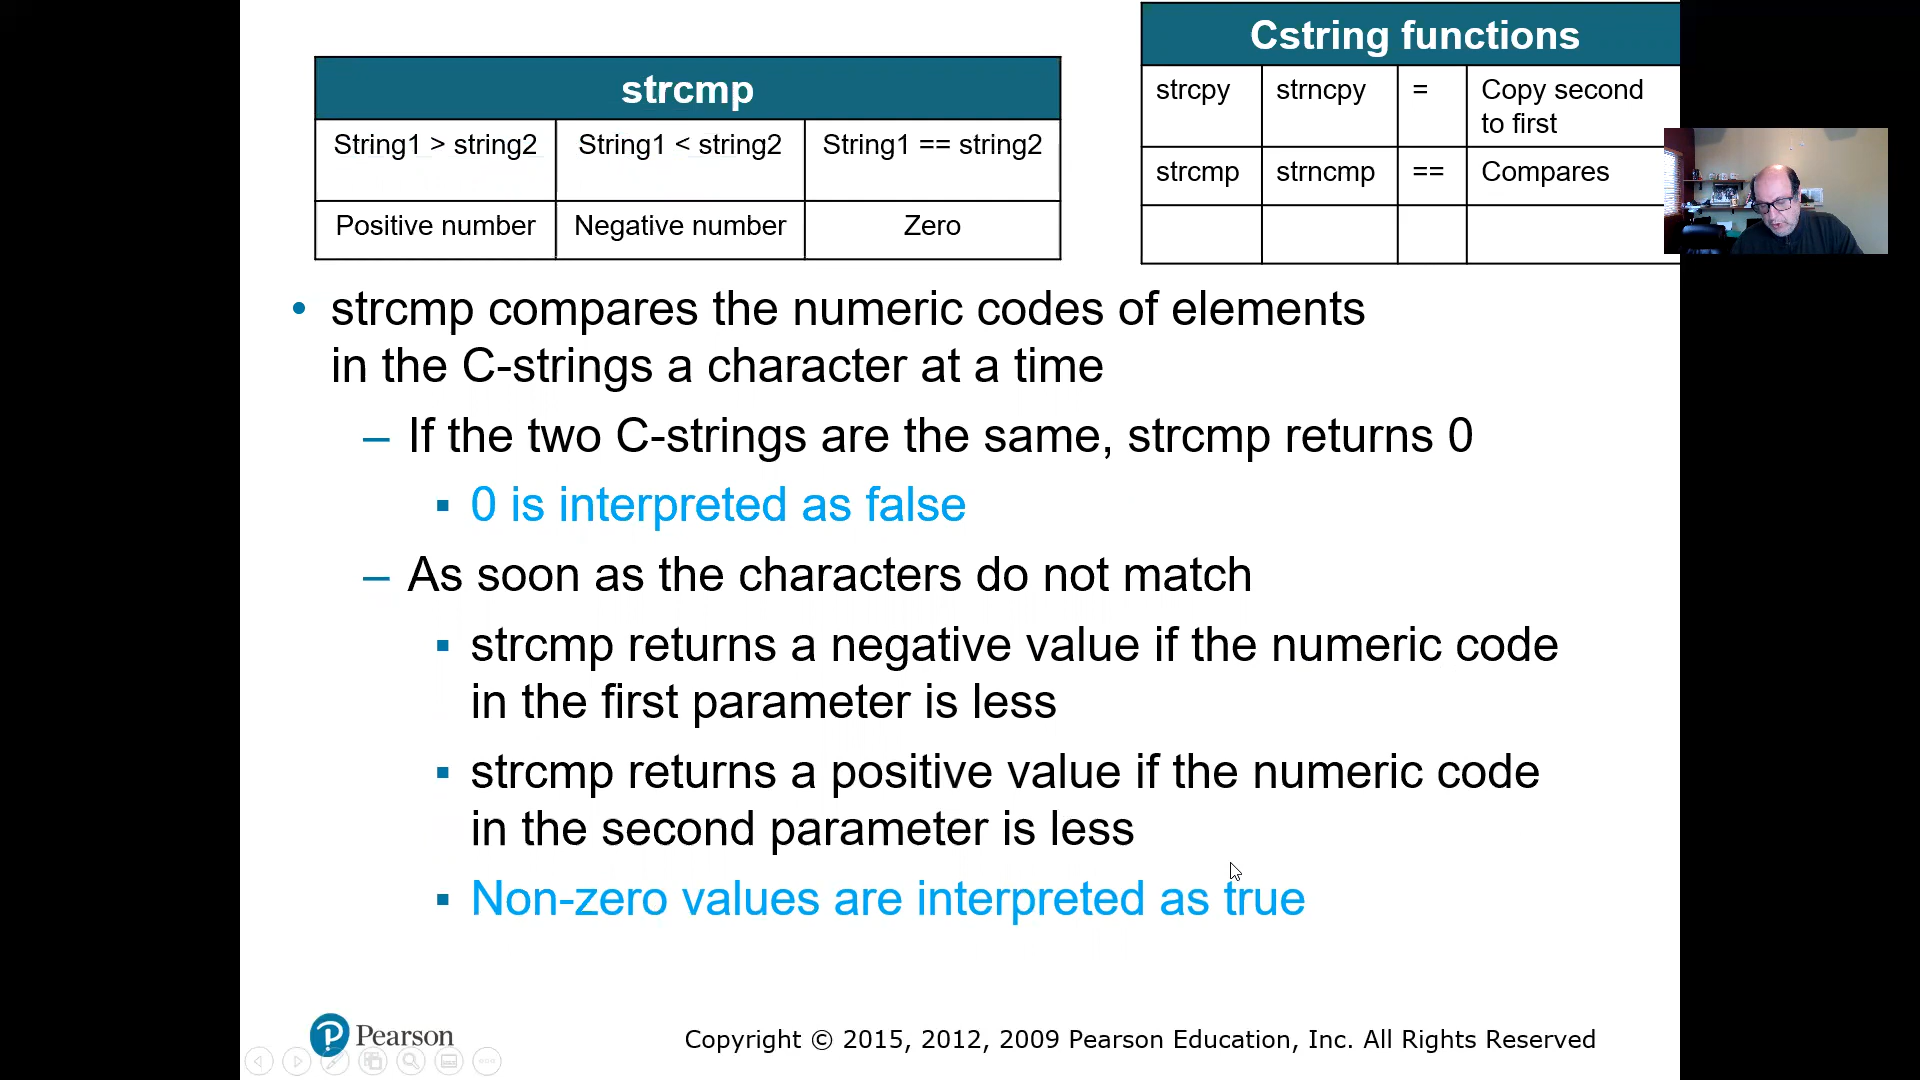 strcmp
String1 > string2 String1 < string2 String1 == string2
Positive number Negative number Zero
Cstring functions
strcpy strncpy = Copy second
to first
strcmp strncmp == Compares
• strcmp compares the numeric codes of elements
in the C-strings a character at a time
– If the two C-strings are the same, strcmp returns 0
▪ 0 is interpreted as false
– As soon as the characters do not match
▪ strcmp returns a negative value if the numeric code
in the first parameter is less
▪ strcmp returns a positive value if the numeric code
in the second parameter is less
▪ Non-zero values are interpreted as true
Pearson
Copyright © 2015, 2012, 2009 Pearson Education, Inc. All Rights Reserved